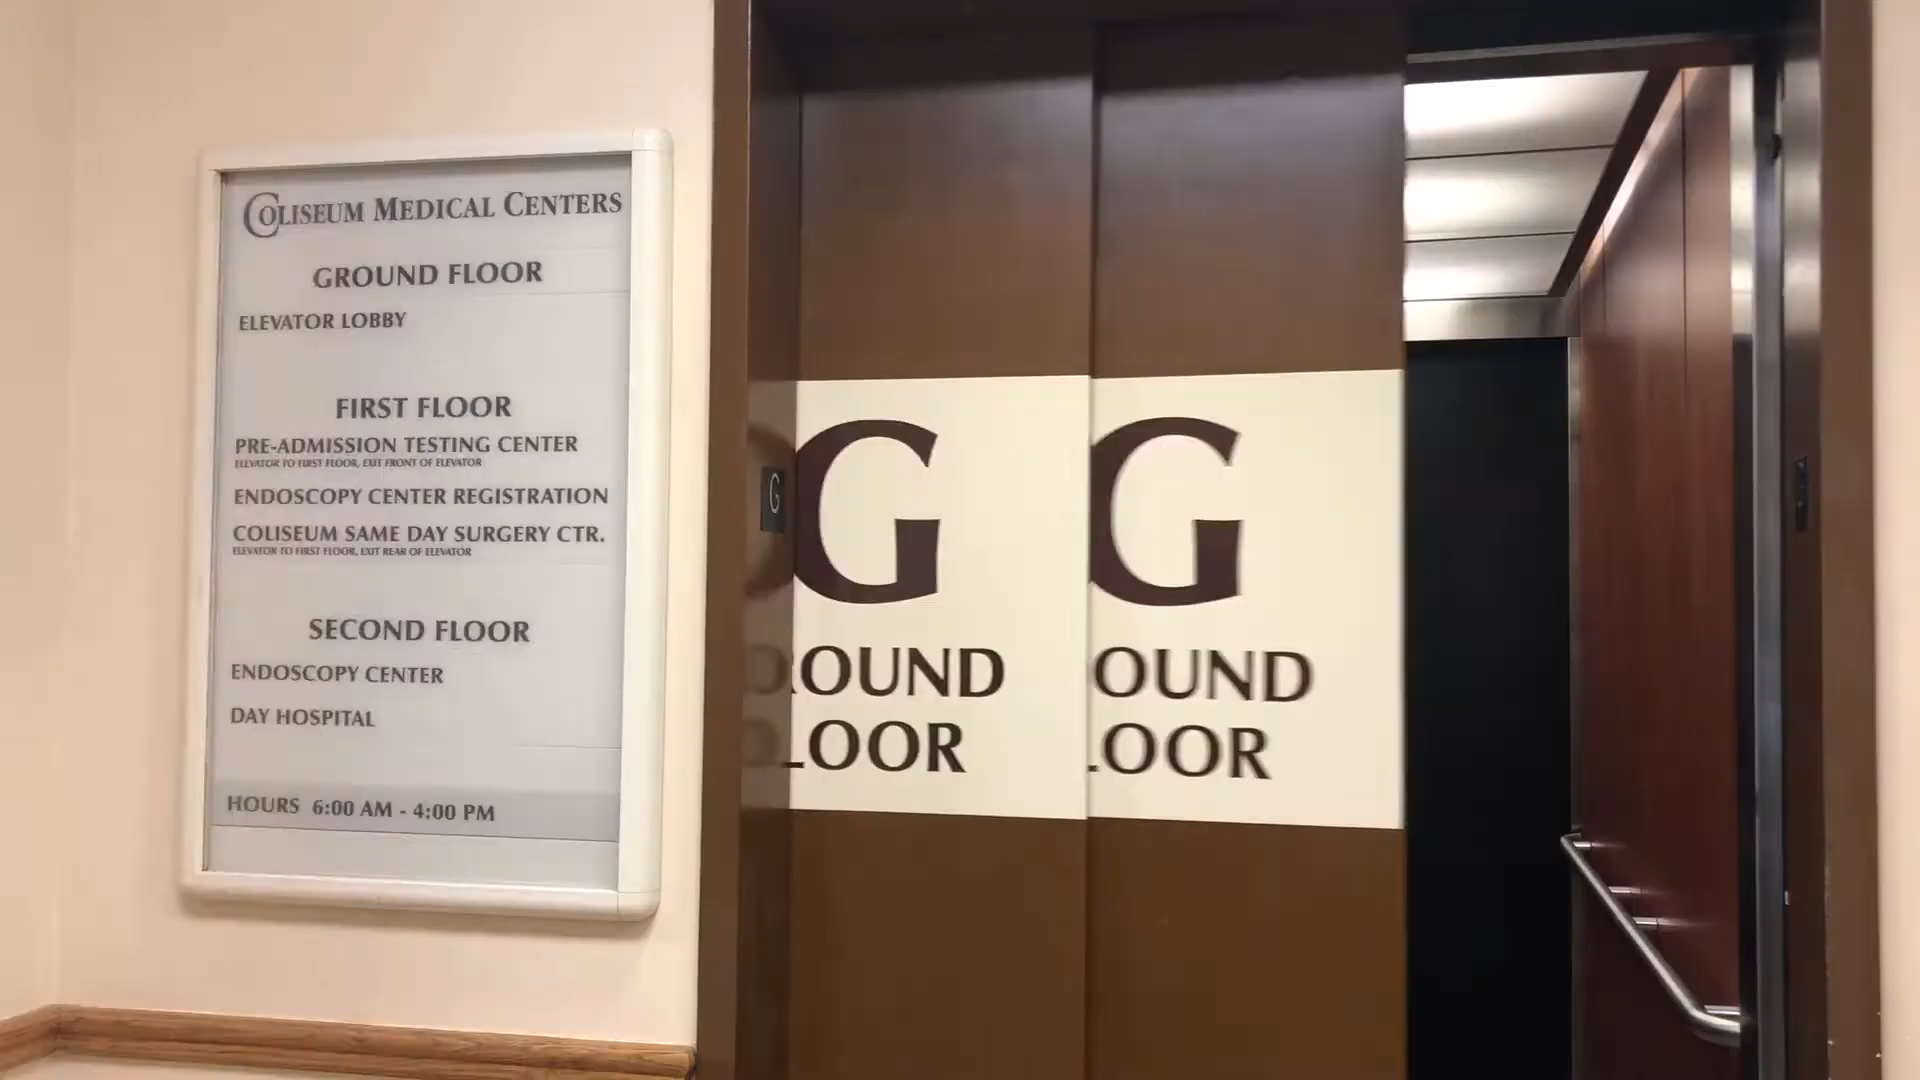 COLISEUM MEDICAL CENTERS
GROUND FLOOR
ELEVATOR LOBBY
FIRST FLOOR
PRE-ADMISSION TESTING CENTER
ELEVATOR TO FIRST FLOOR, EXIT FRONT OF ELEVATOR
ENDOSCOPY CENTER REGISTRATION
COLISEUM SAME DAY SURGERY CTR.
ELEVATOR TO FIRST FLOOR, EXIT REAR OF ELEVATOR
SECOND FLOOR
ENDOSCOPY CENTER
DAY HOSPITAL
HOURS 6:00 AM - 4:00 PM
G
G
ROUND
LOOR
G
OUND
LOOR